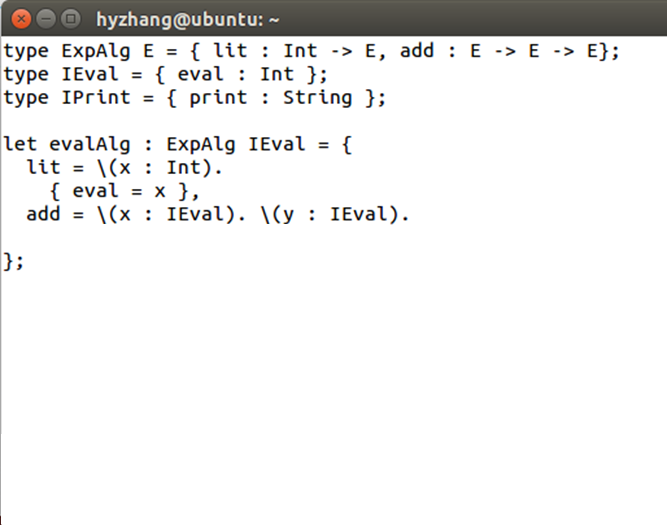 hyzhang@ubuntu: ~
type ExpAlg E = { lit : Int -> E, add : E -> E -> E};
type IEval = { eval : Int };
type IPrint = { print : String };
let evalAlg : ExpAlg IEval = {
  lit = \(x : Int).
    { eval = x },
  add = \(x : IEval). \(y : IEval).
};